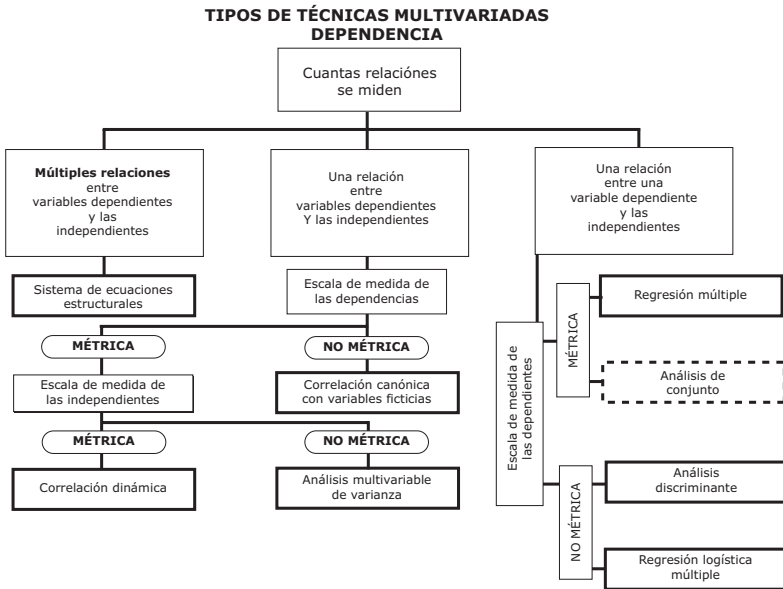 TIPOS DE TÉCNICAS MULTIVARIADAS
DEPENDENCIA
Cuantas relaciónes
se miden
Múltiples relaciones
entre
variables dependientes
y las
independientes
Una relación
entre
variables dependientes
Y las independientes
Una relación
entre una
variable dependiente
y las
independientes
Sistema de ecuaciones
estructurales
Escala de medida de
las dependencias
MÉTRICA
NO MÉTRICA
Escala de medida de
las independientes
Correlación canónica
con variables ficticias
MÉTRICA
NO MÉTRICA
Correlación dinámica
Análisis multivariable
de varianza
Escala de medida de
las dependientes
MÉTRICA
Regresión múltiple
Análisis de
conjunto
NO MÉTRICA
Análisis
discriminante
Regresión logística
múltiple